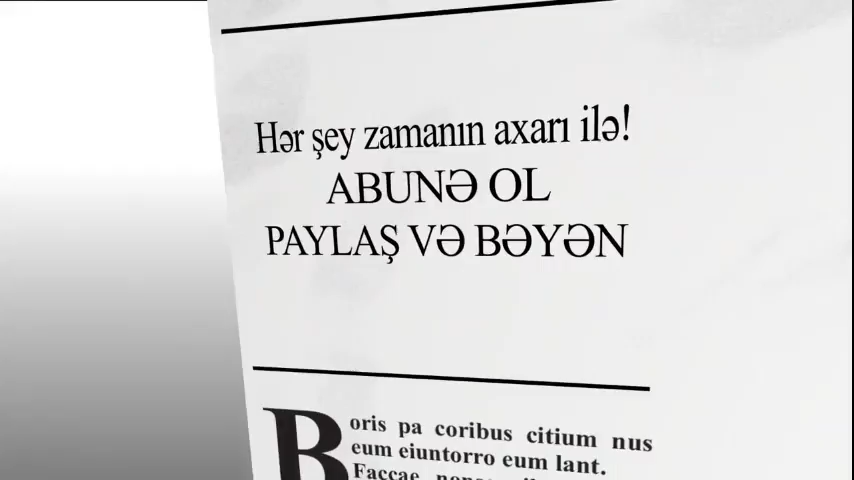 Hər şey zamanın axarı ilə!
ABUNƏ OL
PAYLAŞ VƏ BƏYƏN
Boris pa coribus citium nus
eum eiuntorro eum lant.
Faccae